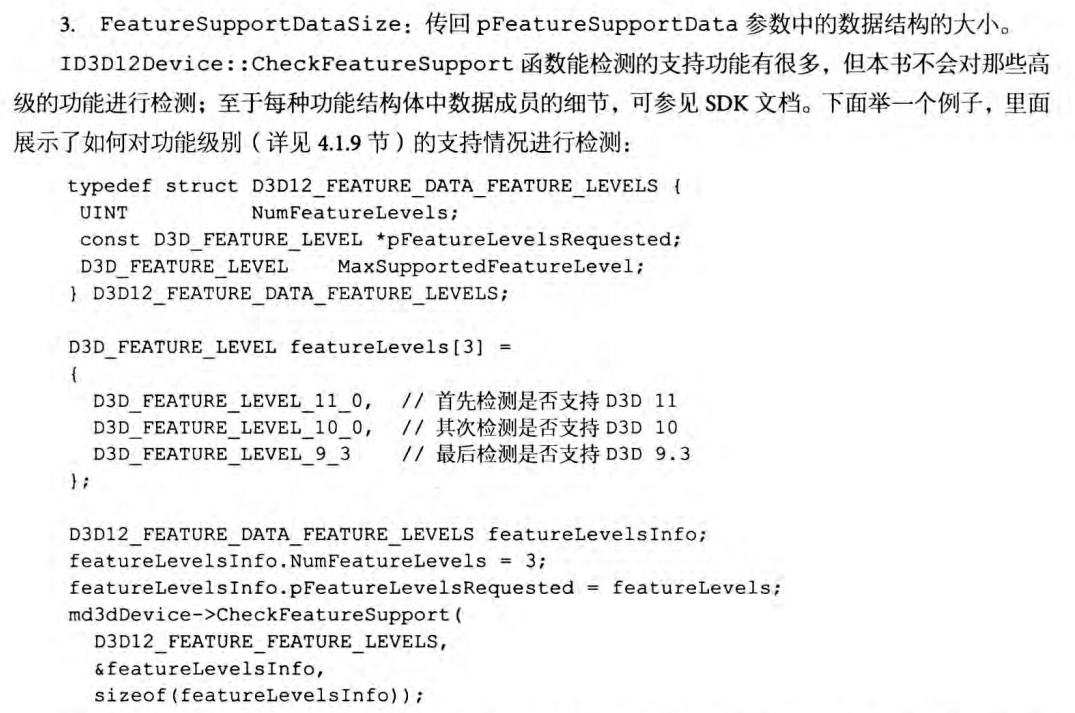 3. FeatureSupportDataSize：传回 pFeatureSupportData 参数中的数据结构的大小。
ID3D12Device::CheckFeatureSupport 函数能检测的支持功能有很多，但本书不会对那些高
级的功能进行检测；至于每种功能结构体中数据成员的细节，可参见 SDK 文档。下面举一个例子，里面
展示了如何对功能级别（详见 4.1.9 节）的支持情况进行检测：
typedef struct D3D12_FEATURE_DATA_FEATURE_LEVELS {
UINT NumFeatureLevels;
const D3D_FEATURE_LEVEL *pFeatureLevelsRequested;
D3D_FEATURE_LEVEL MaxSupportedFeatureLevel;
} D3D12_FEATURE_DATA_FEATURE_LEVELS;
D3D_FEATURE_LEVEL featureLevels[3] =
{
D3D_FEATURE_LEVEL_11_0, // 首先检测是否支持 D3D 11
D3D_FEATURE_LEVEL_10_0, // 其次检测是否支持 D3D 10
D3D_FEATURE_LEVEL_9_3 // 最后检测是否支持 D3D 9.3
};
D3D12_FEATURE_DATA_FEATURE_LEVELS featureLevelsInfo;
featureLevelsInfo.NumFeatureLevels = 3;
featureLevelsInfo.pFeatureLevelsRequested = featureLevels;
md3dDevice->CheckFeatureSupport(
D3D12_FEATURE_FEATURE_LEVELS,
&featureLevelsInfo,
sizeof(featureLevelsInfo));